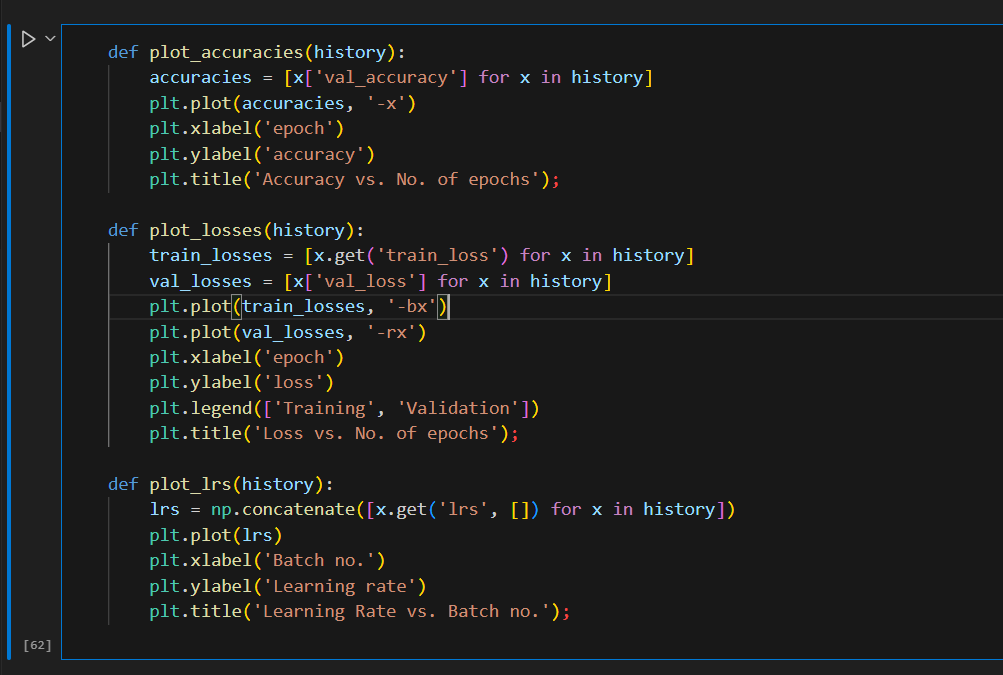 def plot_accuracies(history):
    accuracies = [x['val_accuracy'] for x in history]
    plt.plot(accuracies, '-x')
    plt.xlabel('epoch')
    plt.ylabel('accuracy')
    plt.title('Accuracy vs. No. of epochs');

def plot_losses(history):
    train_losses = [x.get('train_loss') for x in history]
    val_losses = [x['val_loss'] for x in history]
    plt.plot(train_losses, '-bx')
    plt.plot(val_losses, '-rx')
    plt.xlabel('epoch')
    plt.ylabel('loss')
    plt.legend(['Training', 'Validation'])
    plt.title('Loss vs. No. of epochs');

def plot_lrs(history):
    lrs = np.concatenate([x.get('lrs', []) for x in history])
    plt.plot(lrs)
    plt.xlabel('Batch no.')
    plt.ylabel('Learning rate')
    plt.title('Learning Rate vs. Batch no.');
[62]